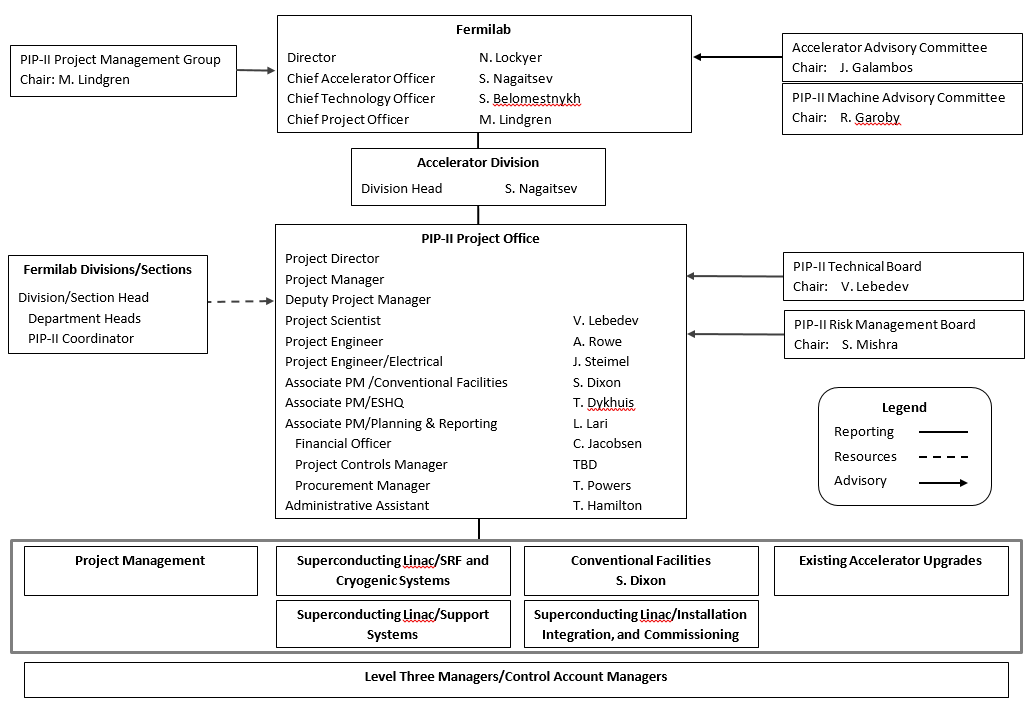 Fermilab
Director N. Lockyer
Chief Accelerator Officer S. Nagaitsev
Chief Technology Officer S. Belomestnykh
Chief Project Officer M. Lindgren
PIP-II Project Management Group
Chair: M. Lindgren
Accelerator Advisory Committee
Chair: J. Galambos
PIP-II Machine Advisory Committee
Chair: R. Garoby
Accelerator Division
Division Head S. Nagaitsev
PIP-II Project Office
Project Director
Project Manager
Deputy Project Manager
Project Scientist V. Lebedev
Project Engineer A. Rowe
Project Engineer/Electrical J. Steimel
Associate PM /Conventional Facilities S. Dixon
Associate PM/ESHQ T. Dykhuis
Associate PM/Planning & Reporting L. Lari
Financial Officer C. Jacobsen
Project Controls Manager TBD
Procurement Manager T. Powers
Administrative Assistant T. Hamilton
Fermilab Divisions/Sections
Division/Section Head
Department Heads
PIP-II Coordinator
PIP-II Technical Board
Chair: V. Lebedev
PIP-II Risk Management Board
Chair: S. Mishra
Legend
Reporting
Resources
Advisory
Project Management
Superconducting Linac/SRF and
Cryogenic Systems
Conventional Facilities
S. Dixon
Existing Accelerator Upgrades
Superconducting Linac/Support
Systems
Superconducting Linac/Installation
Integration, and Commissioning
Level Three Managers/Control Account Managers